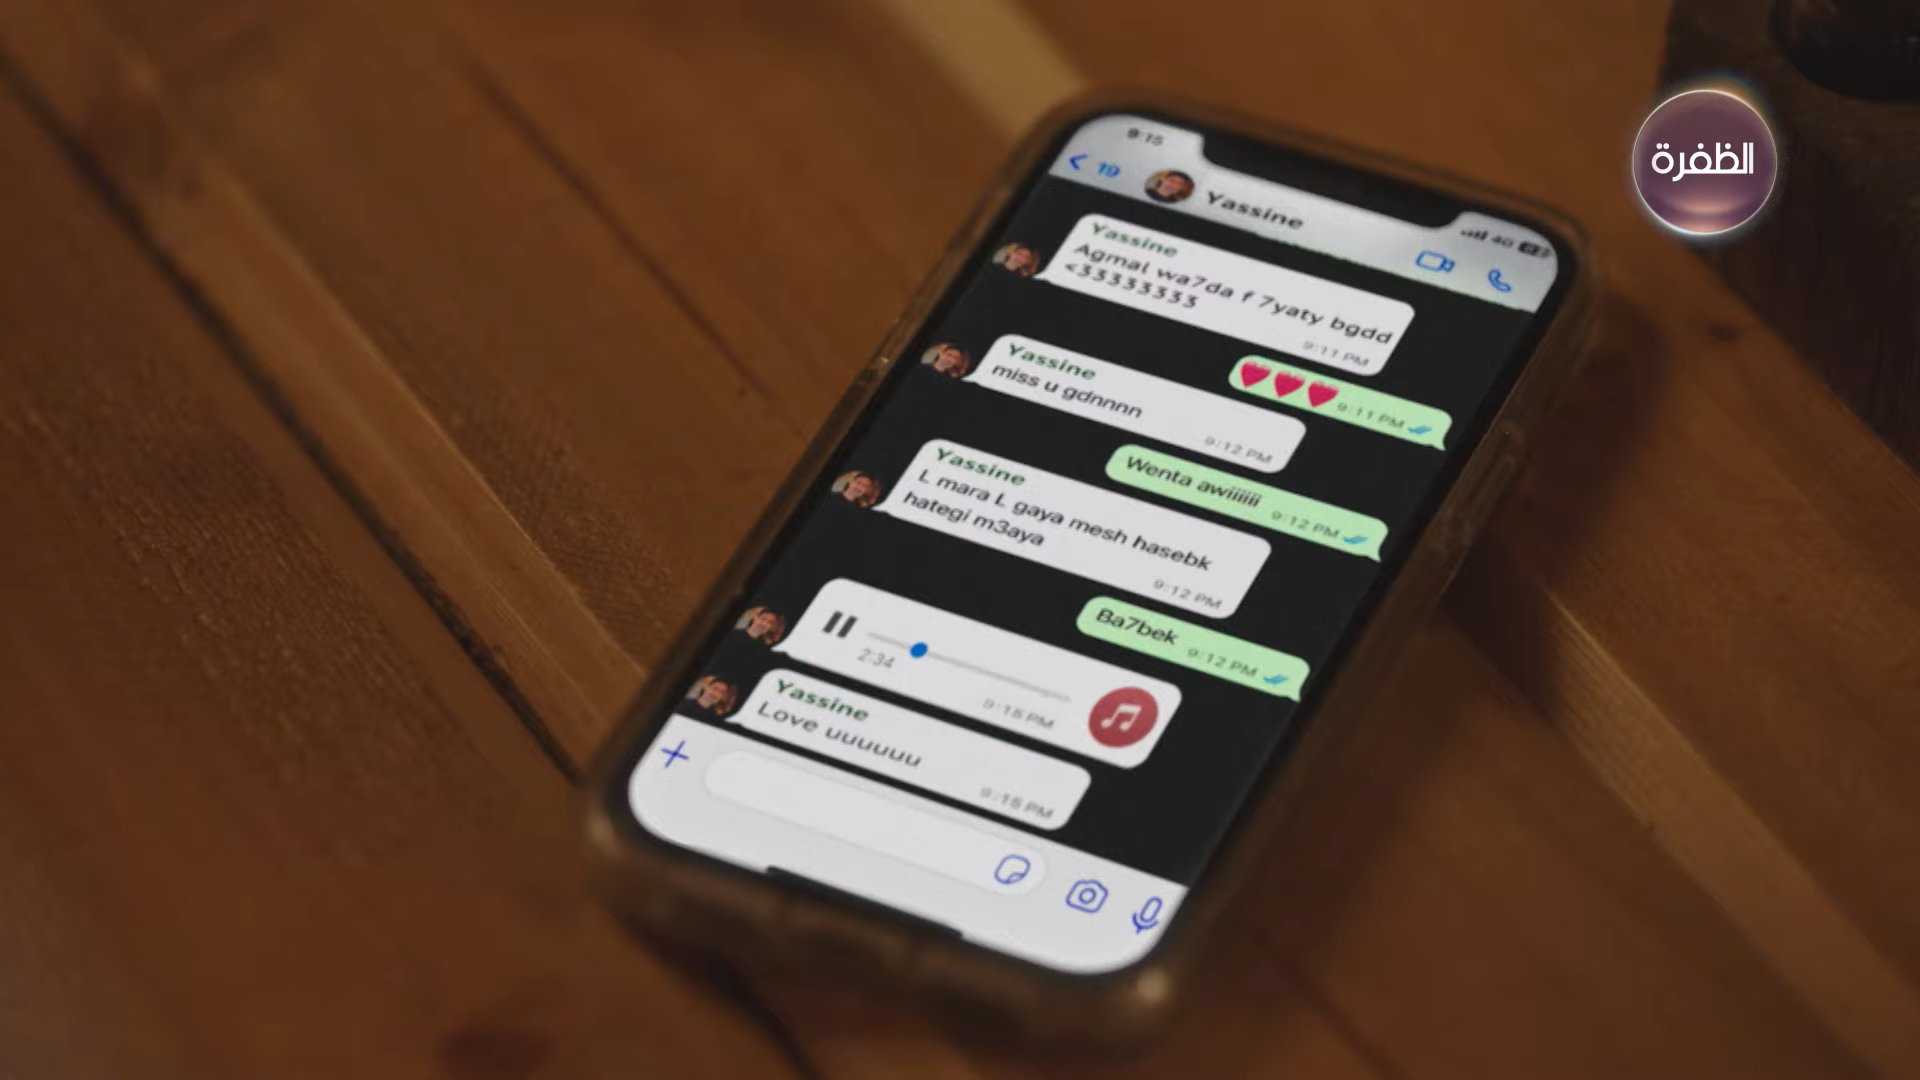 الظفرة
9:15
4G
19
Yassine
Yassine
Agmal wa7da f 7yaty bgdd
<33333333
9:11 PM
9:11 PM
Yassine
miss u gdnnnn
9:12 PM
Wenta awiiiiii 9:12 PM
Yassine
L mara L gaya mesh hasebk
hategi m3aya
9:12 PM
Ba7bek 9:12 PM
2:34
9:15 PM
Yassine
Love uuuuuu
9:15 PM